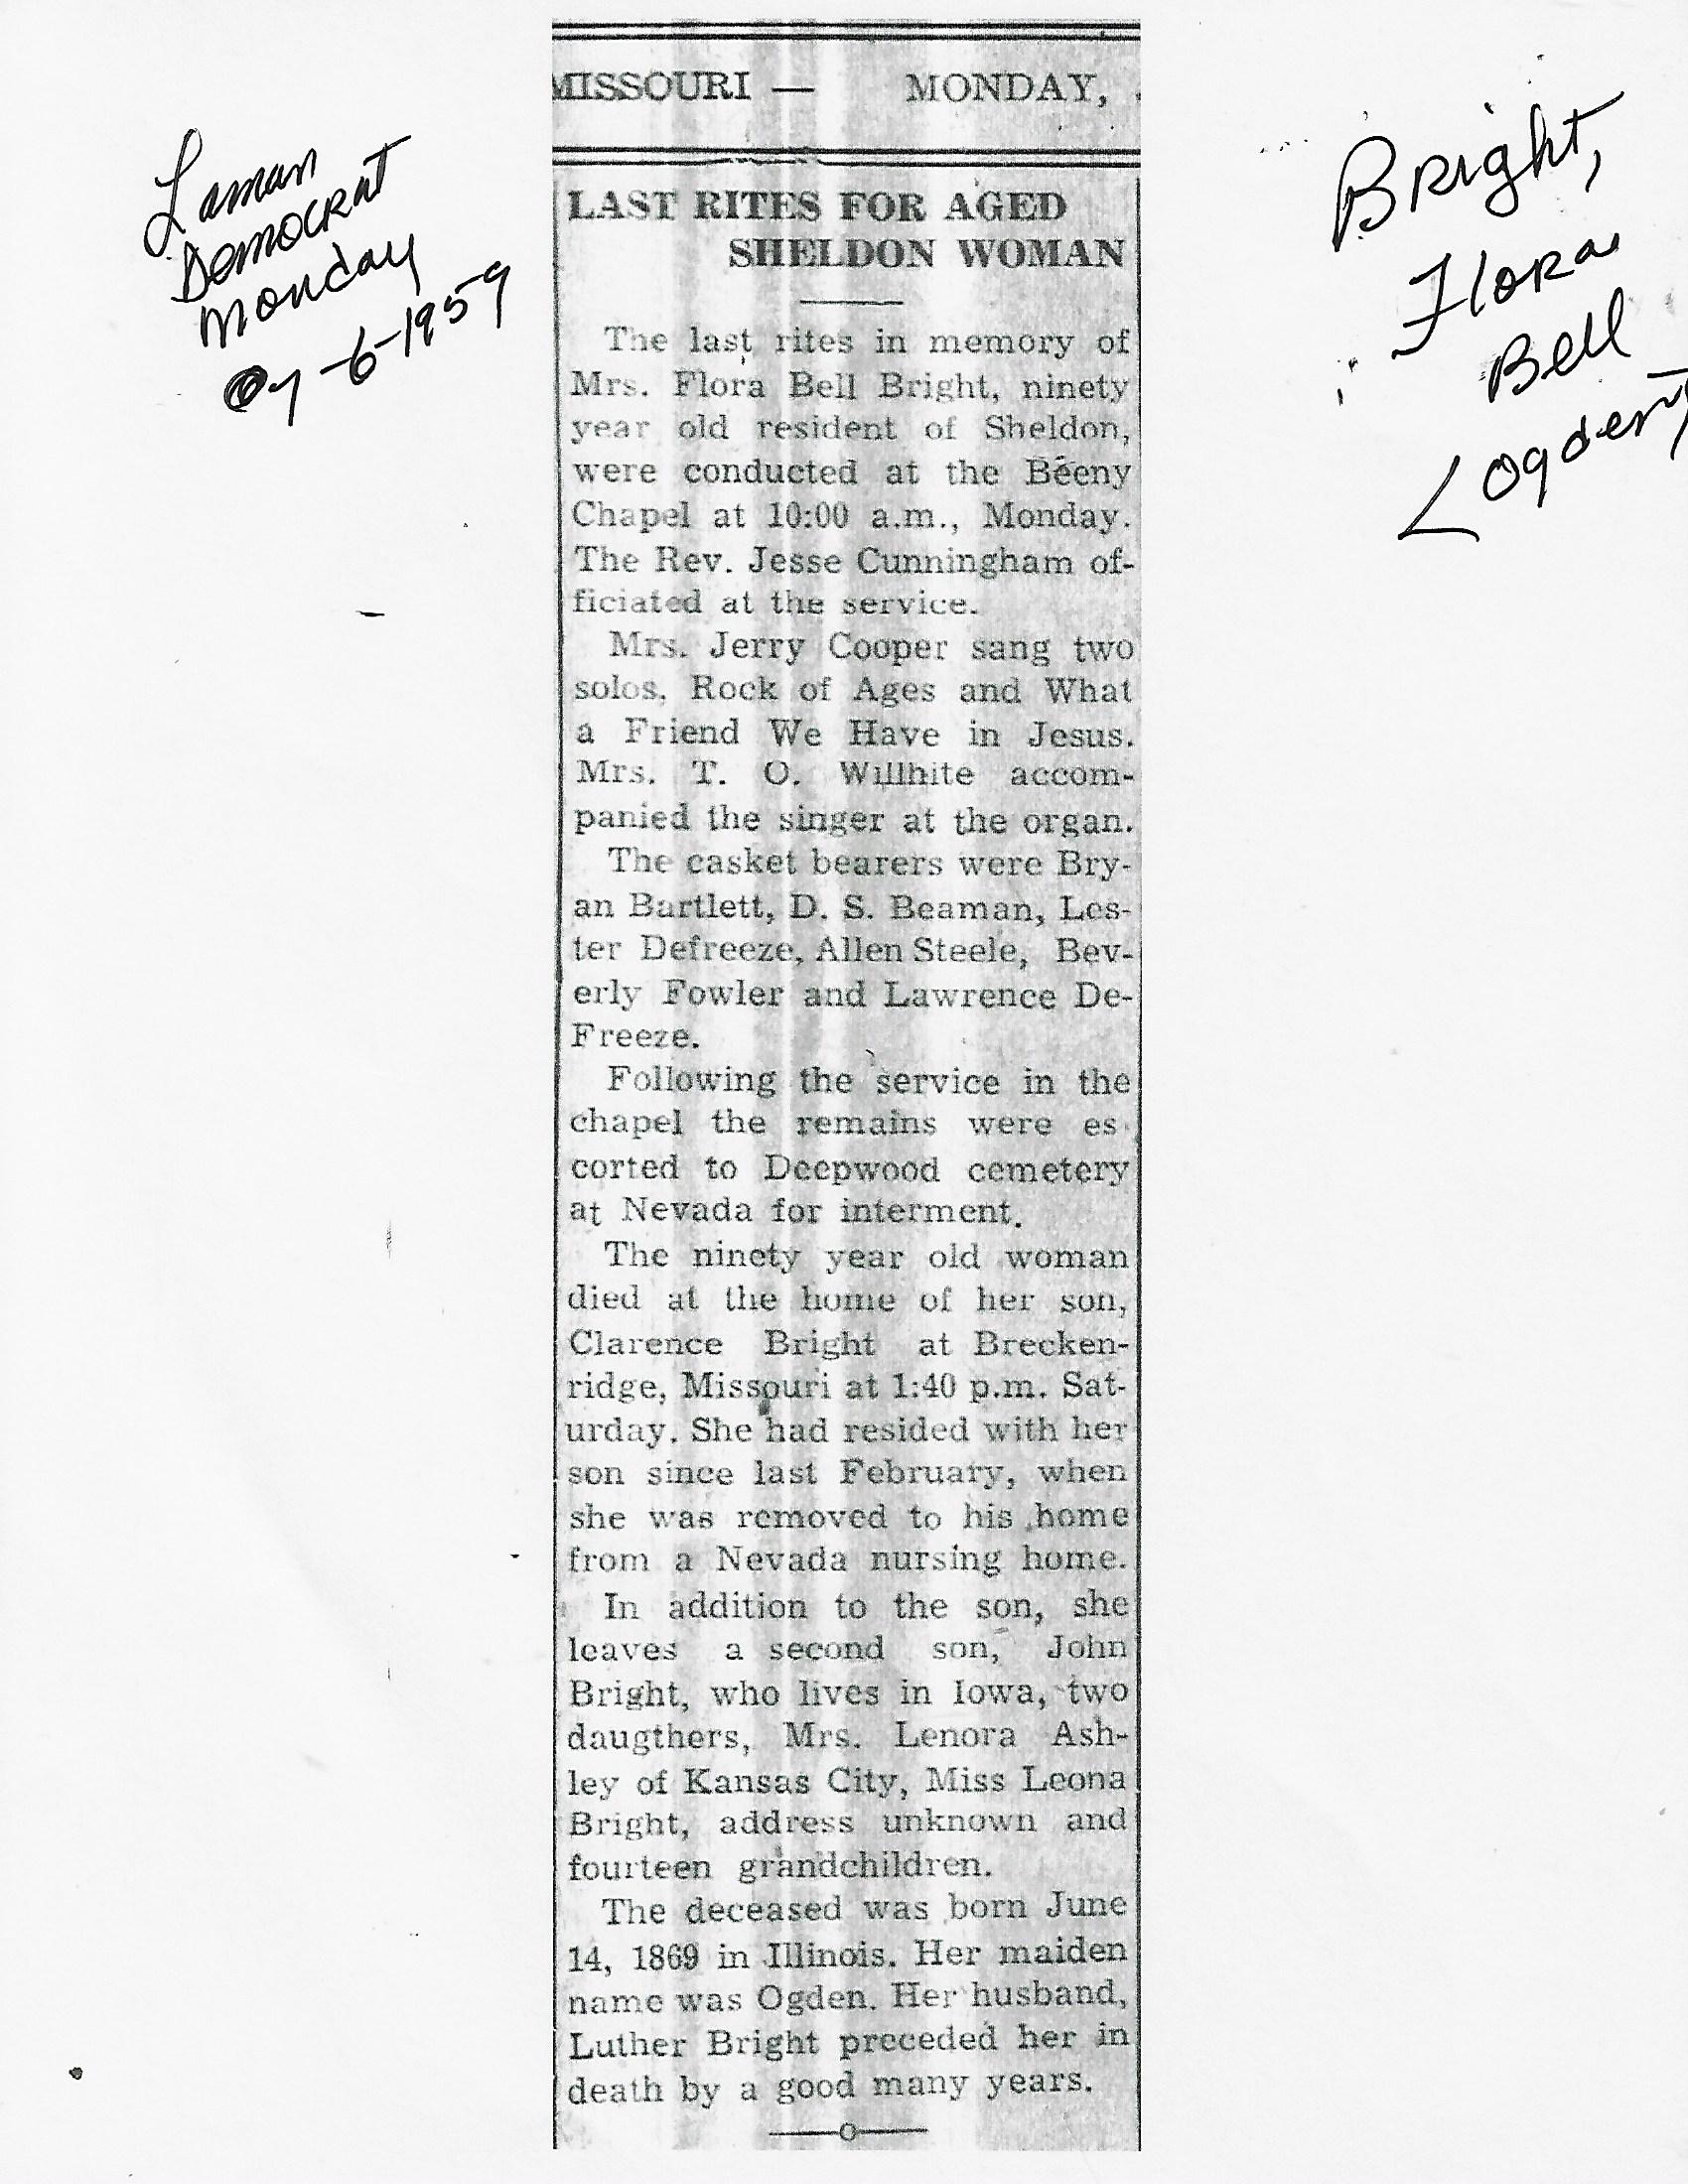 Lamar
Democrat
Monday
7-6-1959
Bright,
Flora
Bell
<Ogden>
MISSOURI — MONDAY,
LAST RITES FOR AGED
SHELDON WOMAN
The last rites in memory of
Mrs. Flora Bell Bright, ninety
year old resident of Sheldon,
were conducted at the Beeny
Chapel at 10:00 a.m., Monday.
The Rev. Jesse Cunningham of-
ficiated at the service.
Mrs. Jerry Cooper sang two
solos, Rock of Ages and What
a Friend We Have in Jesus.
Mrs. T. O. Willhite accom-
panied the singer at the organ.
The casket bearers were Bry-
an Bartlett, D. S. Beaman, Les-
ter Defreeze, Allen Steele, Bev-
erly Fowler and Lawrence De-
Freeze.
Following the service in the
chapel the remains were es-
corted to Deepwood cemetery
at Nevada for interment.
The ninety year old woman
died at the home of her son,
Clarence Bright at Brecken-
ridge, Missouri at 1:40 p.m. Sat-
urday. She had resided with her
son since last February, when
she was removed to his home
from a Nevada nursing home.
In addition to the son, she
leaves a second son, John
Bright, who lives in Iowa, two
daugthers, Mrs. Lenora Ash-
ley of Kansas City, Miss Leona
Bright, address unknown and
fourteen grandchildren.
The deceased was born June
14, 1869 in Illinois. Her maiden
name was Ogden. Her husband,
Luther Bright preceded her in
death by a good many years.